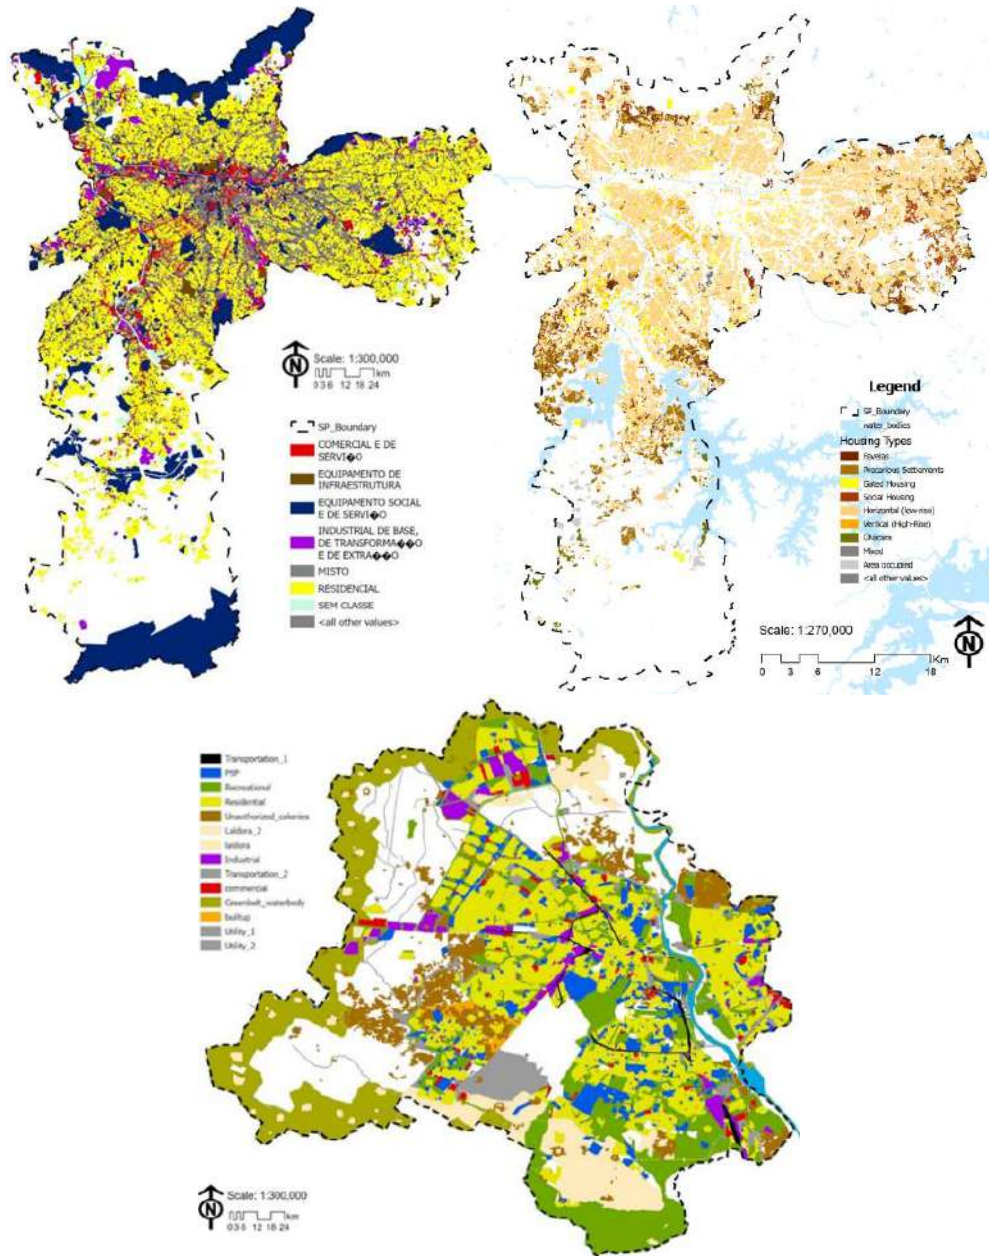 N
Scale: 1:300,000
0 3 6 12 18 24 km
SP_Boundary
COMERCIAL E DE
SERVI�O
EQUIPAMENTO DE
INFRAESTRUTURA
EQUIPAMENTO SOCIAL
E DE SERVI�O
INDUSTRIAL DE BASE,
DE TRANSFORMA��O
E DE EXTRA��O
MISTO
RESIDENCIAL
SEM CLASSE
<all other values>
Legend
SP_Boundary
water_bodies
Housing Types
Favelas
Precarious Settlements
Gated Housing
Social Housing
Horizontal (low-rise)
Vertical (High-Rise)
Chacara
Mixed
Area occupied
<all other values>
Scale: 1:270,000
N
0 3 6 12 18 Km
Transportation_1
PSP
Recreational
Residential
Unauthorized_colonies
Laldora_2
laldora
Industrial
Transportation_2
commercial
Greenbelt_waterbody
builtup
Utility_1
Utility_2
N
Scale: 1:300,000
0 3 6 12 18 24 km